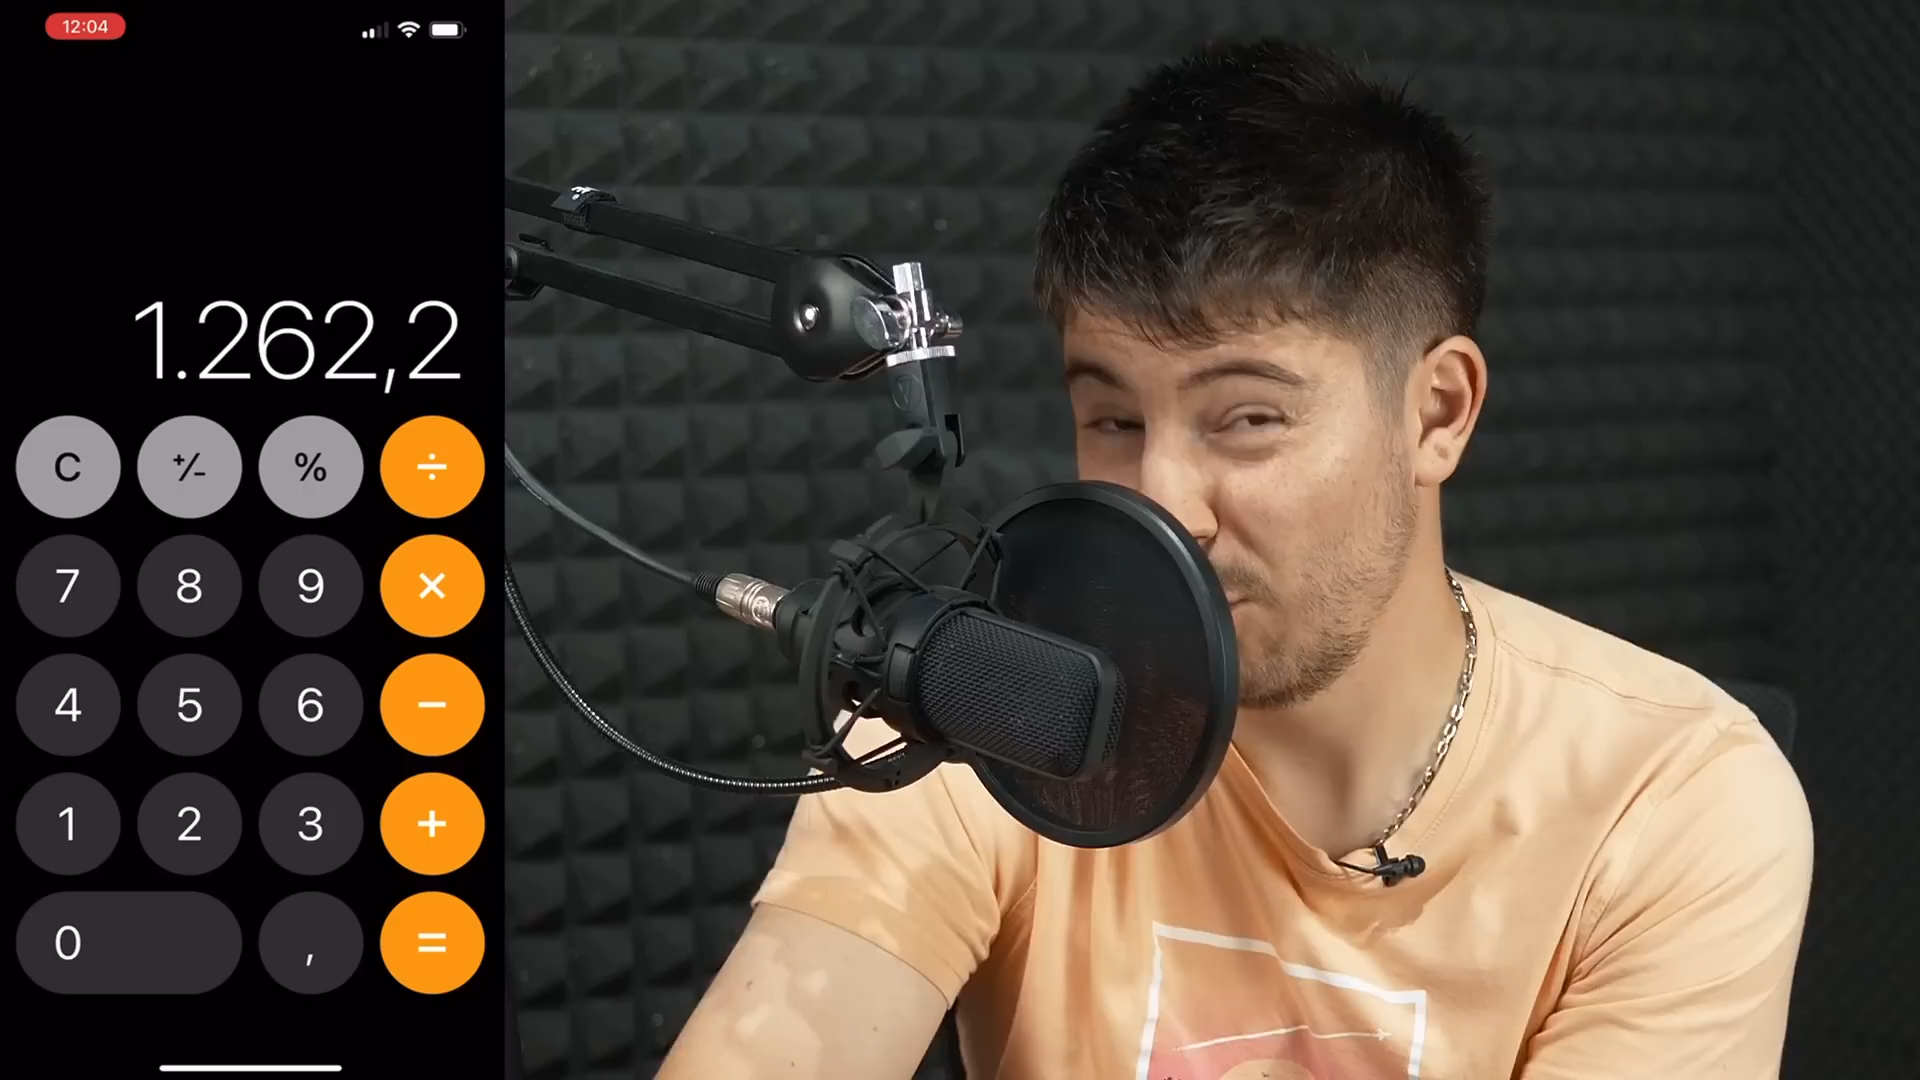 12:04
1.262,2
C +/- % ÷
7 8 9 ×
4 5 6 −
1 2 3 +
0 , =